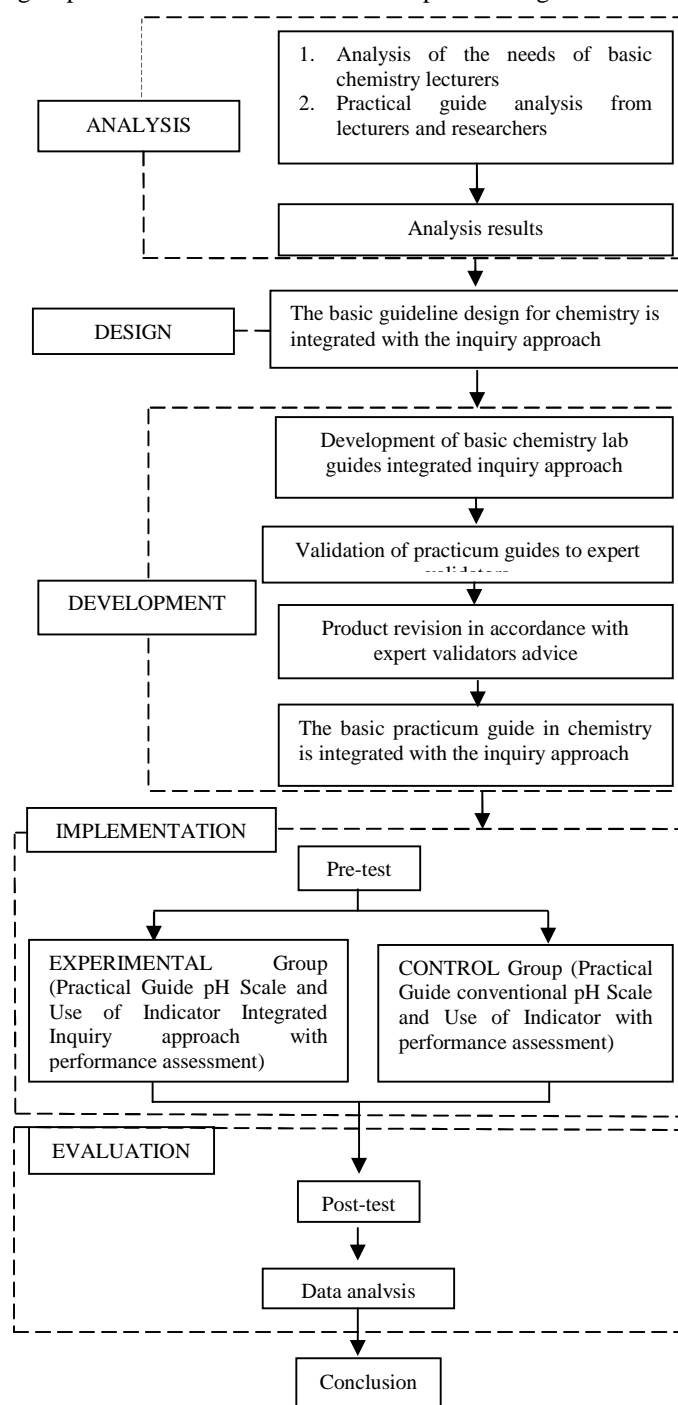 1. Analysis of the needs of basic
chemistry lecturers
2. Practical guide analysis from
lecturers and researchers
ANALYSIS
Analysis results
The basic guideline design for chemistry is
integrated with the inquiry approach
DESIGN
Development of basic chemistry lab
guides integrated inquiry approach
Validation of practicum guides to expert
validators
DEVELOPMENT
Product revision in accordance with
expert validators advice
The basic practicum guide in chemistry
is integrated with the inquiry approach
IMPLEMENTATION
Pre-test
EXPERIMENTAL Group
(Practical Guide pH Scale and
Use of Indicator Integrated
Inquiry approach with
performance assessment)
CONTROL Group (Practical
Guide conventional pH Scale
and Use of Indicator with
performance assessment)
EVALUATION
Post-test
Data analysis
Conclusion